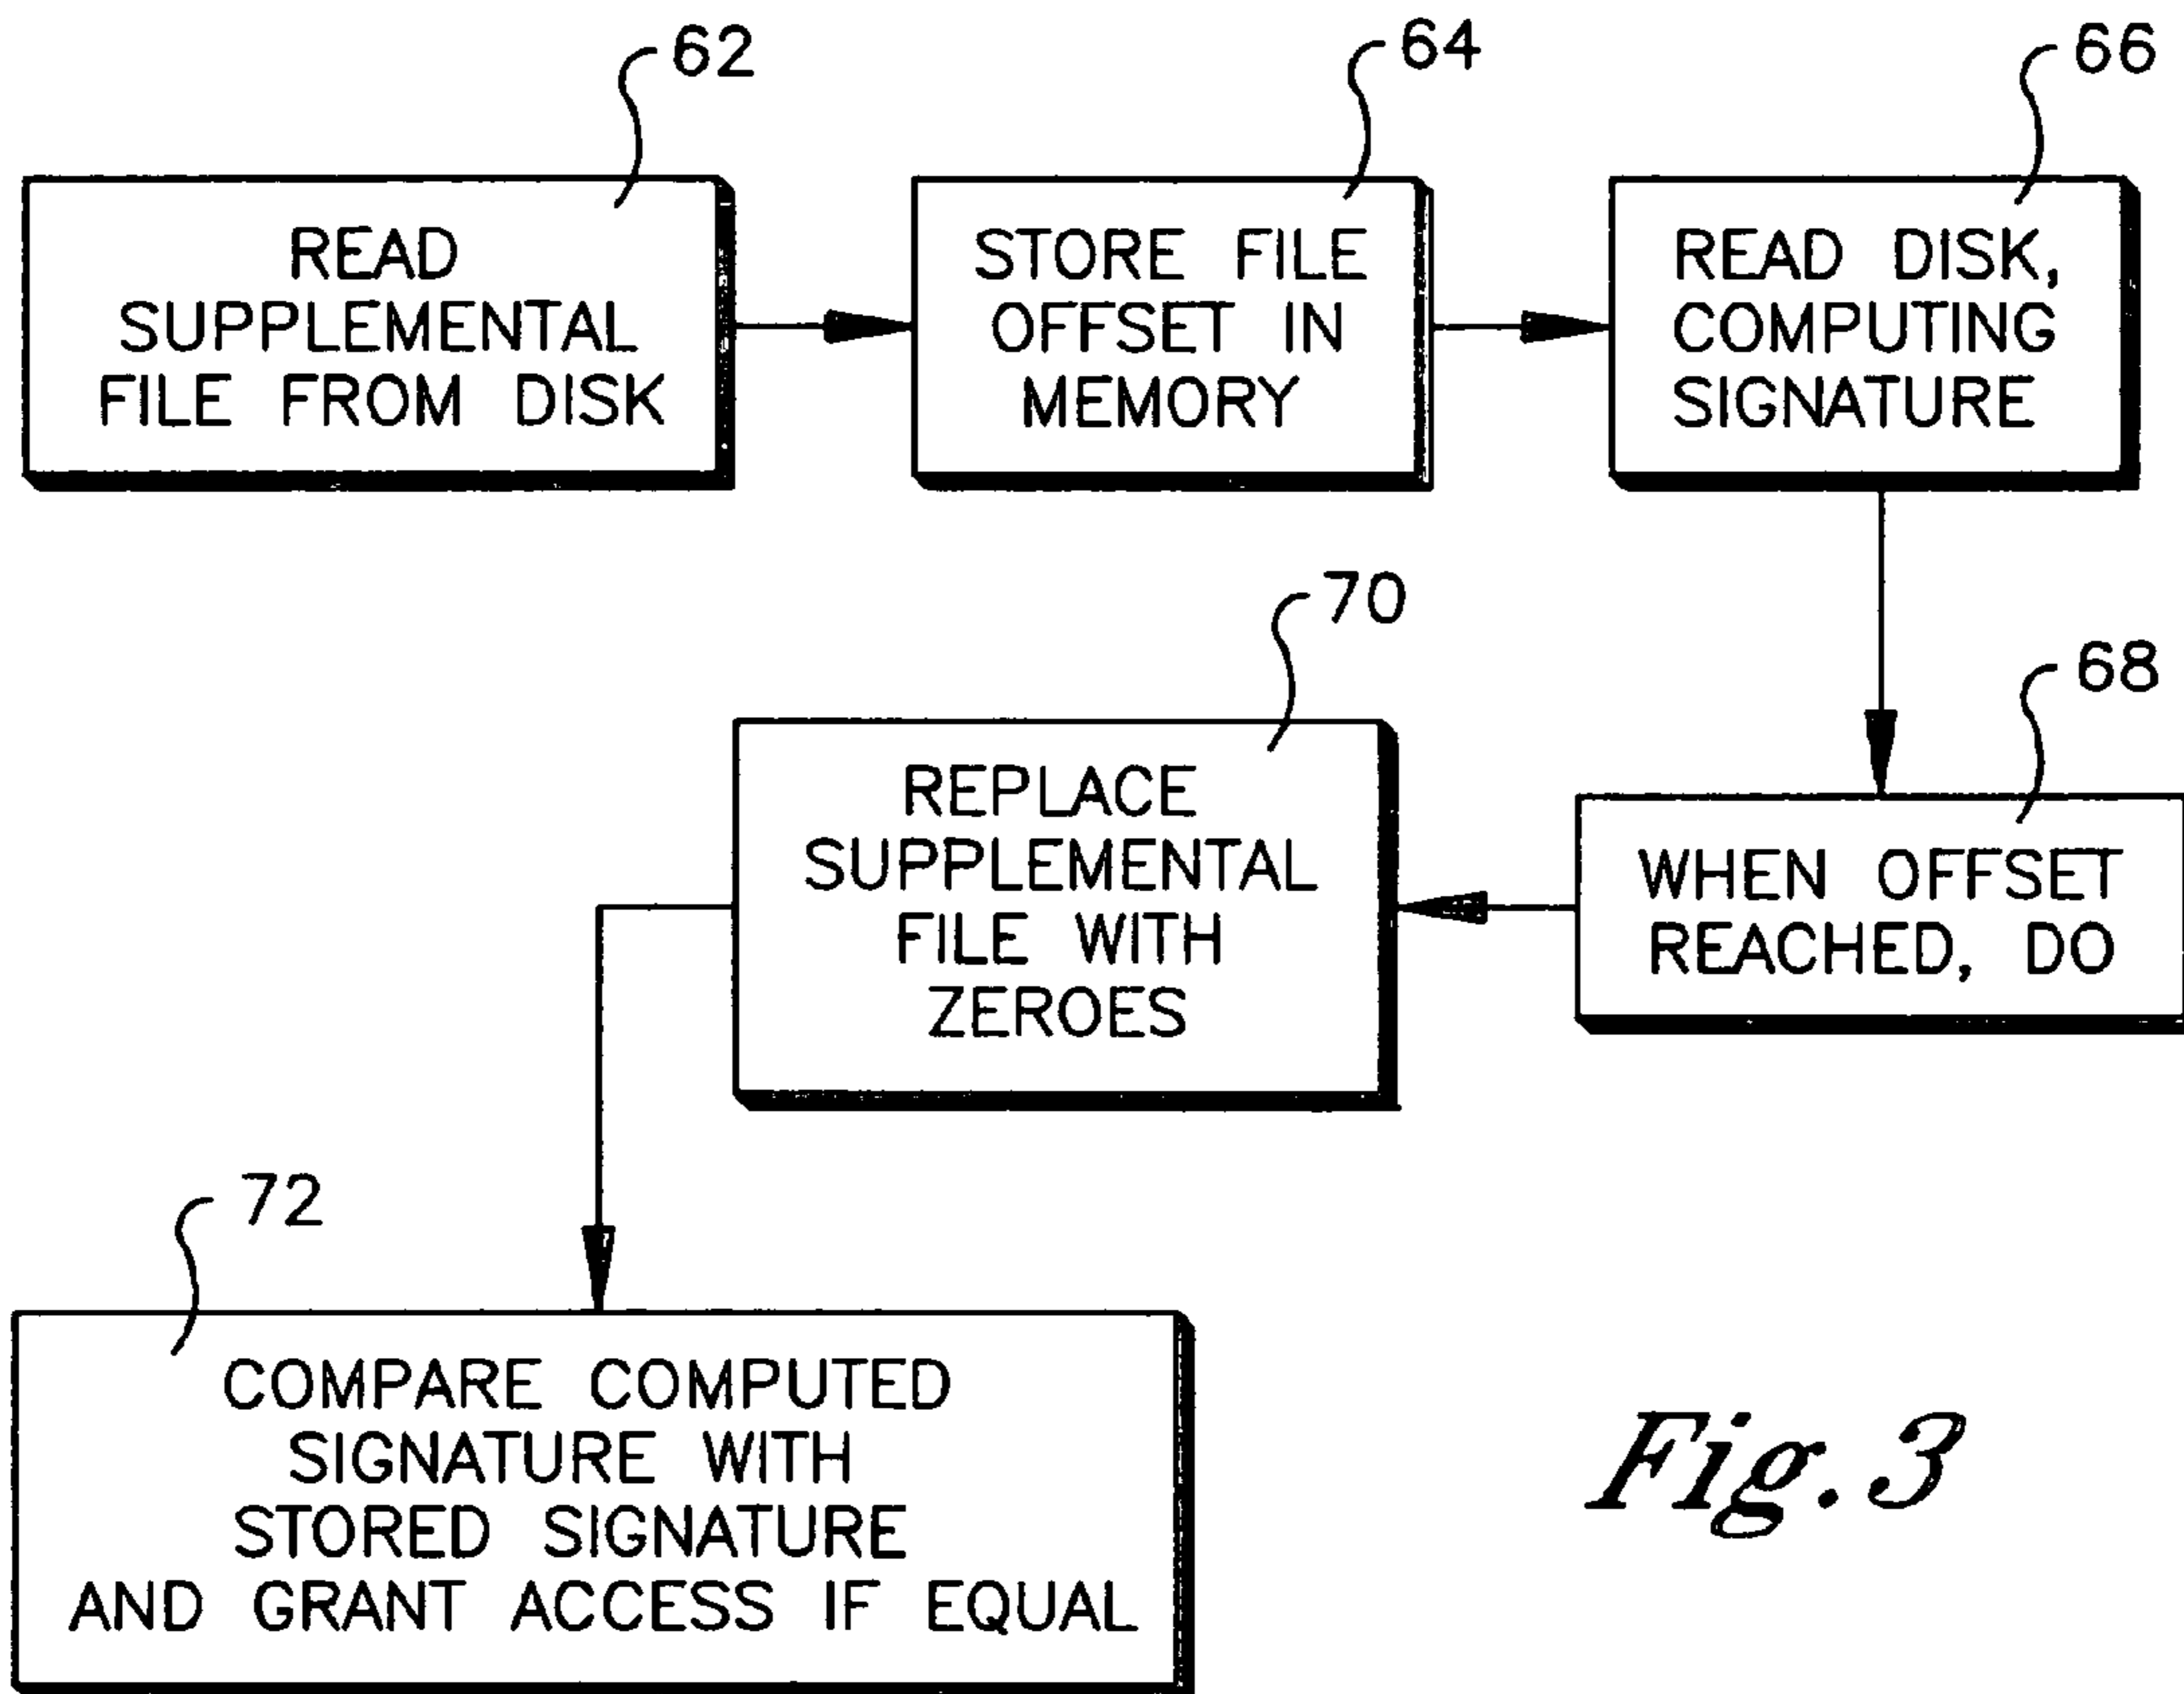 62
READ
SUPPLEMENTAL
FILE FROM DISK
64
STORE FILE
OFFSET IN
MEMORY
66
READ DISK,
COMPUTING
SIGNATURE
68
WHEN OFFSET
REACHED, DO
70
REPLACE
SUPPLEMENTAL
FILE WITH
ZEROES
72
COMPARE COMPUTED
SIGNATURE WITH
STORED SIGNATURE
AND GRANT ACCESS IF EQUAL
Fig. 3